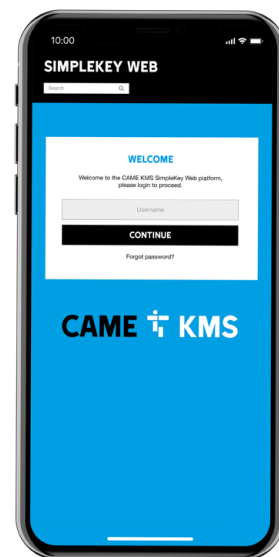 10:00
SIMPLEKEY WEB
Search
WELCOME
Welcome to the CAME KMS SimpleKey Web platform,
please login to proceed.
Username
CONTINUE
Forgot password?
CAME KMS